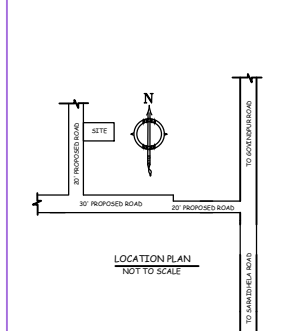 N
TO GOVINDPUR ROAD
SITE
20' PROPOSED ROAD
30' PROPOSED ROAD
20' PROPOSED ROAD
LOCATION PLAN
NOT TO SCALE
TO SARAIDHELA ROAD